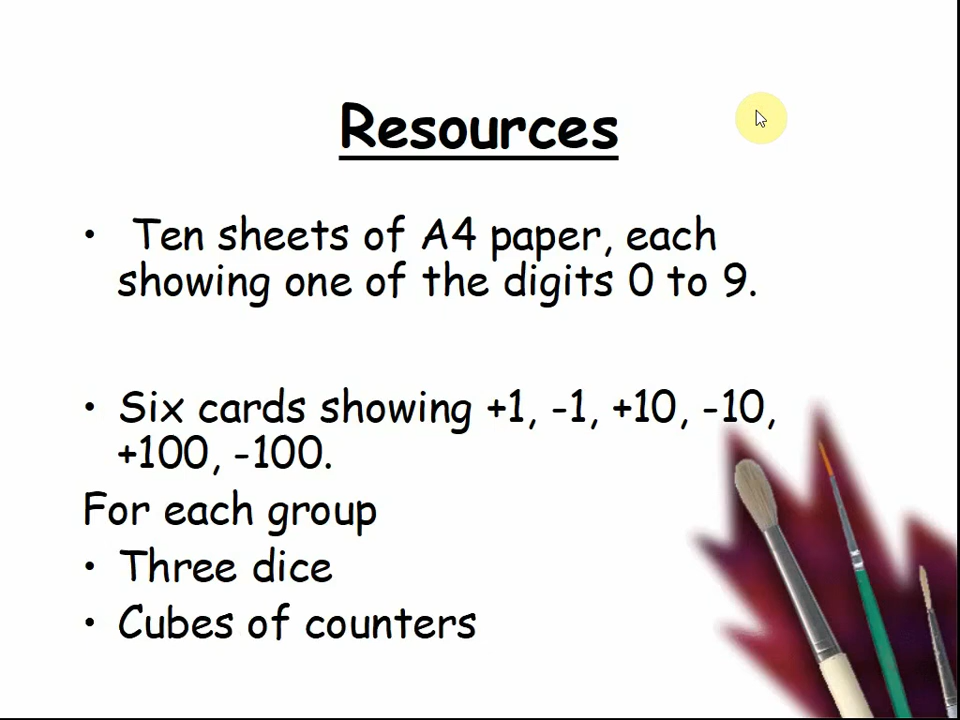 Resources
• Ten sheets of A4 paper, each
showing one of the digits 0 to 9.
• Six cards showing +1, -1, +10, -10,
+100, -100.
For each group
• Three dice
• Cubes of counters